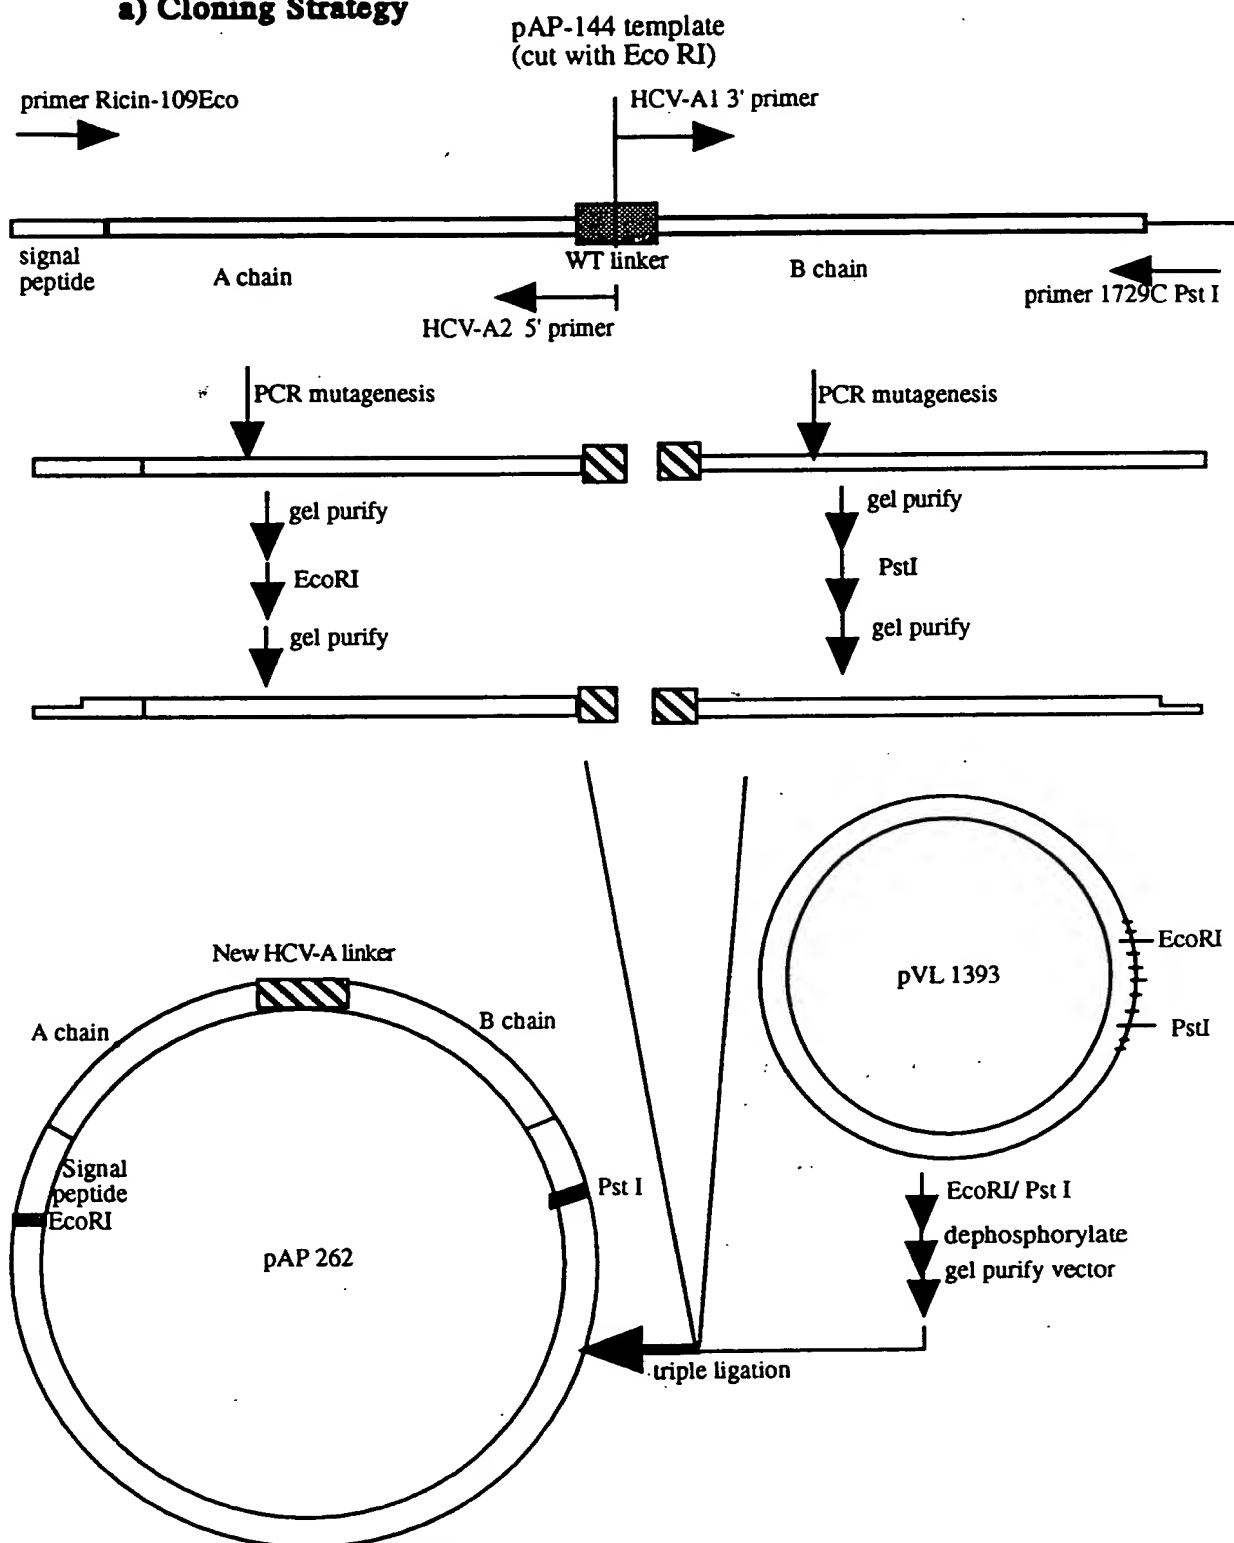 a) Cloning Strategy
pAP-144 template
(cut with Eco RI)
primer Ricin-109Eco
HCV-A1 3' primer
signal
peptide
A chain
WT linker
B chain
primer 1729C Pst I
HCV-A2 5' primer
PCR mutagenesis
PCR mutagenesis
gel purify
gel purify
EcoRI
PstI
gel purify
gel purify
New HCV-A linker
A chain
B chain
pVL 1393
EcoRI
PstI
Signal
peptide
EcoRI
Pst I
pAP 262
EcoRI/ Pst I
dephosphorylate
gel purify vector
triple ligation